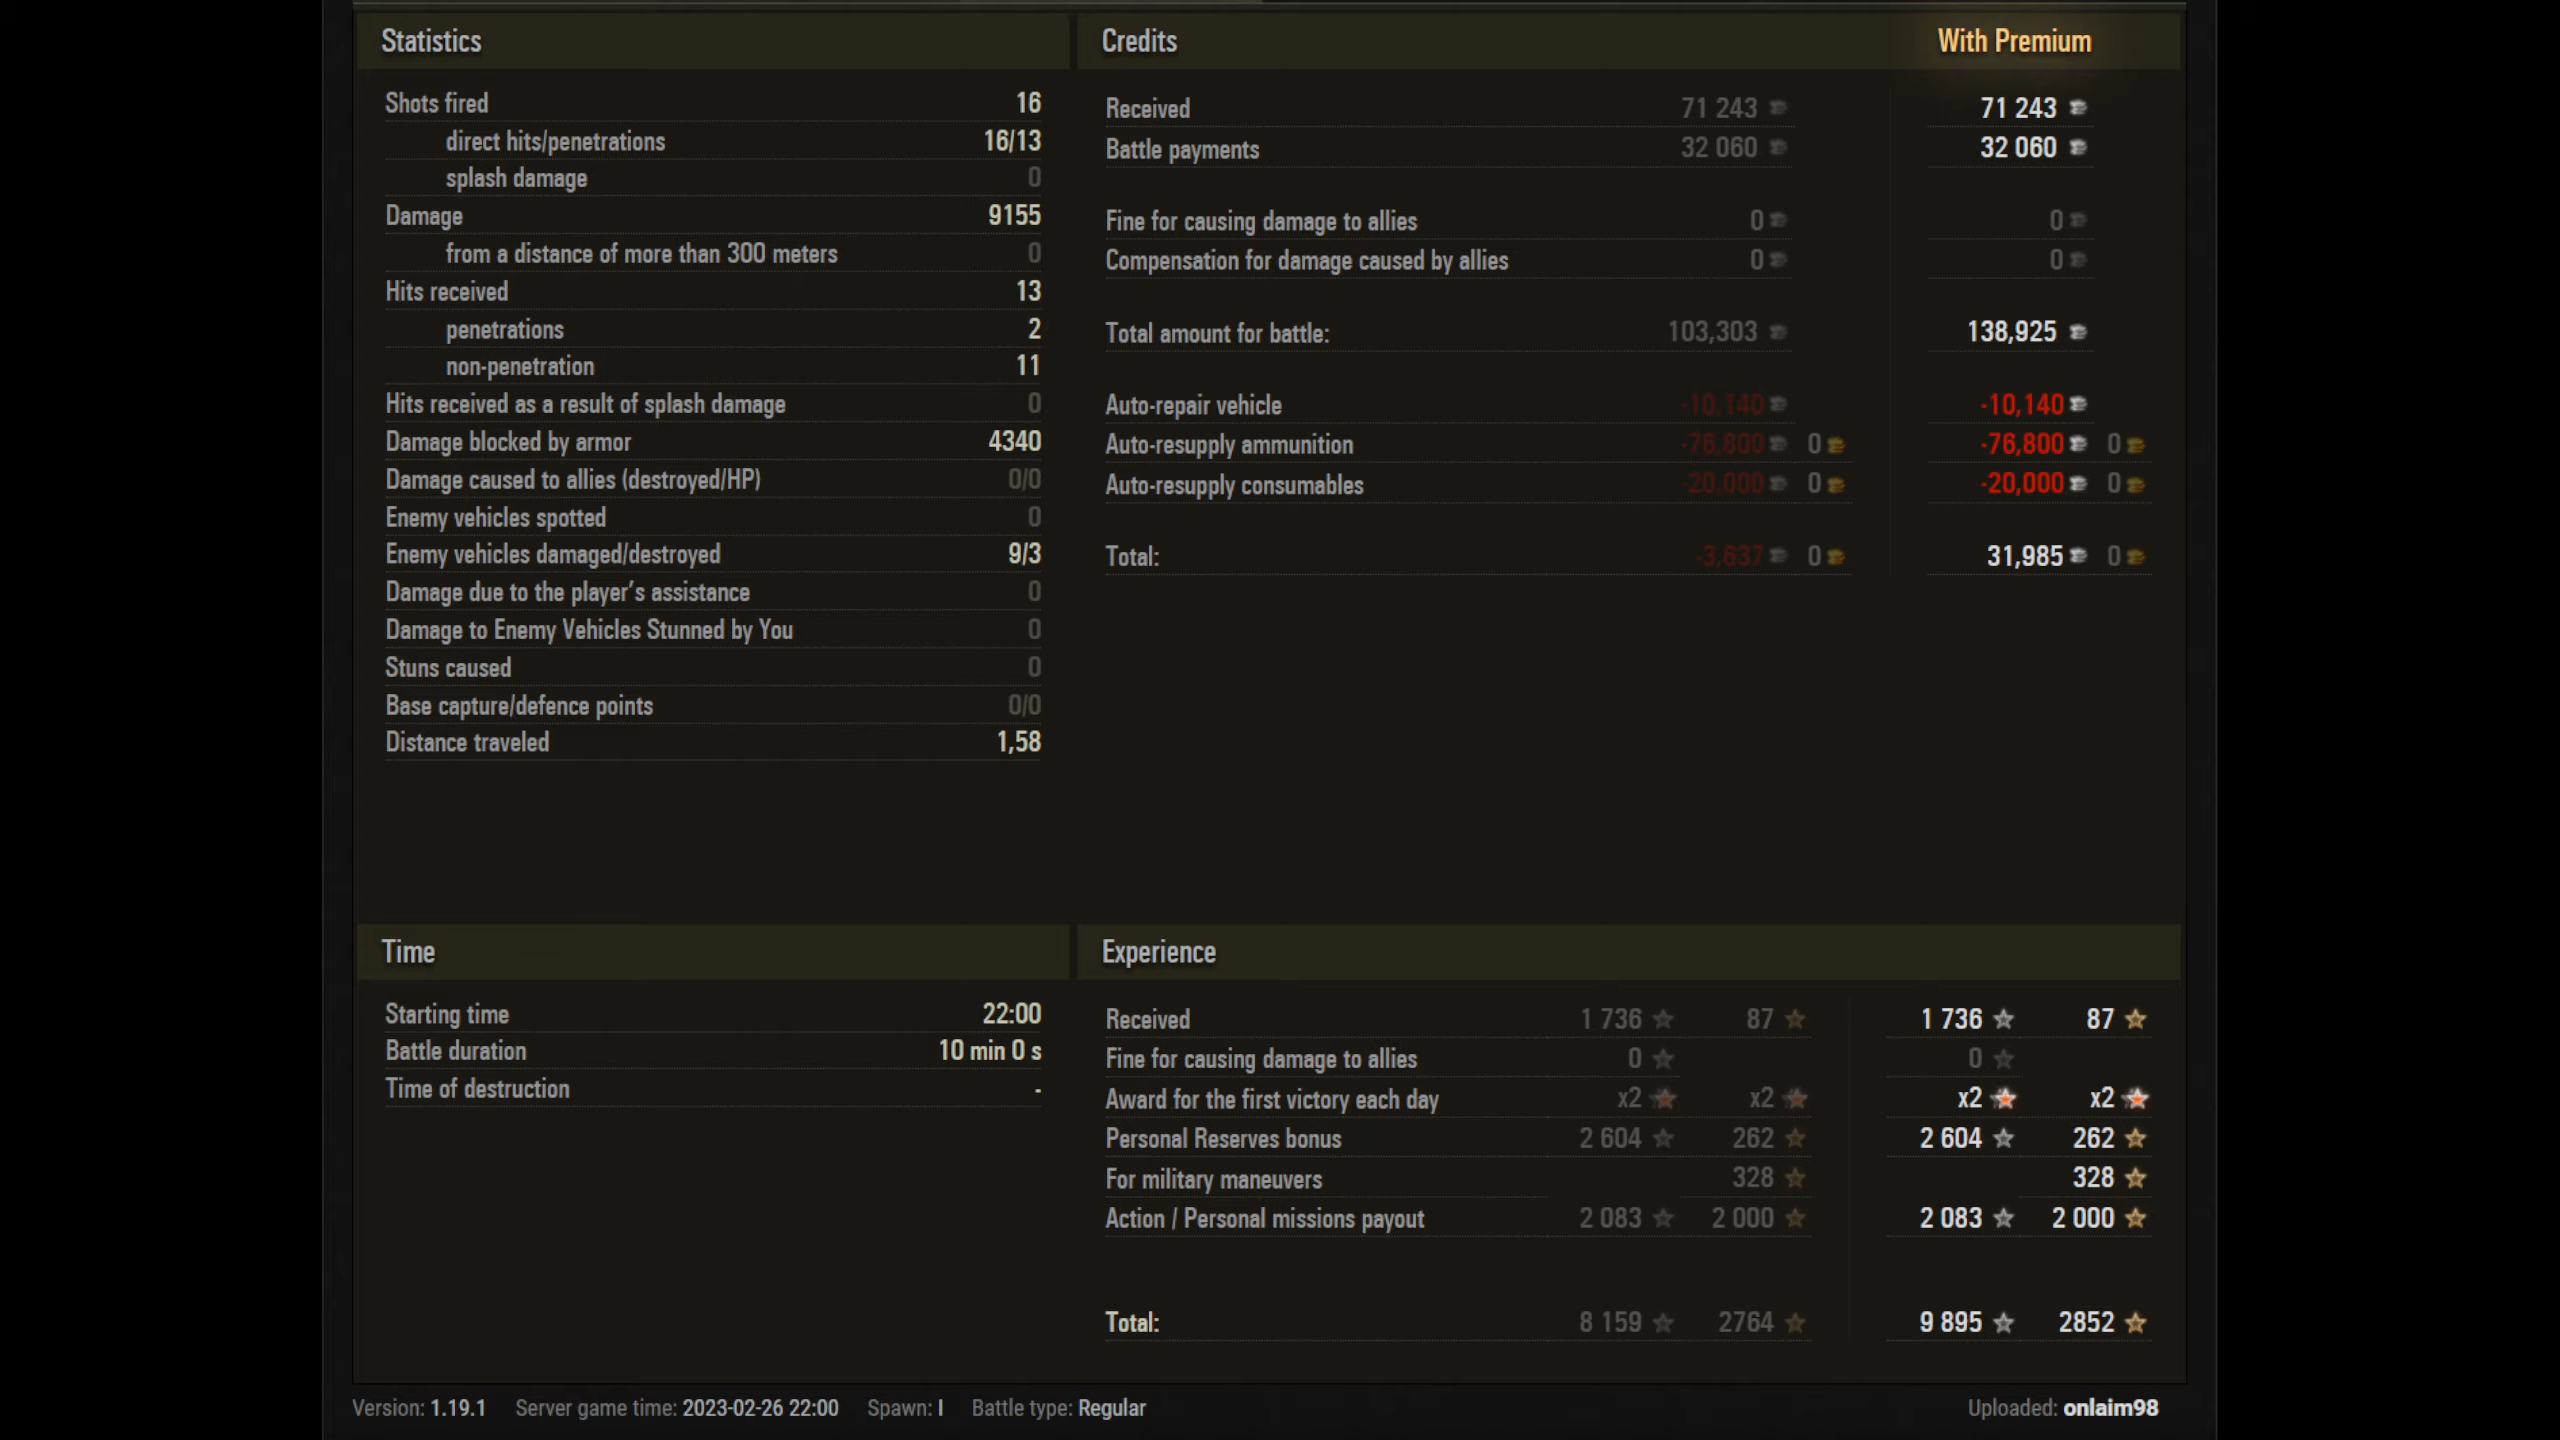 Statistics
Shots fired 16
direct hits/penetrations 16/13
splash damage 0
Damage 9155
from a distance of more than 300 meters 0
Hits received 13
penetrations 2
non-penetration 11
Hits received as a result of splash damage 0
Damage blocked by armor 4340
Damage caused to allies (destroyed/HP) 0/0
Enemy vehicles spotted 0
Enemy vehicles damaged/destroyed 9/3
Damage due to the player's assistance 0
Damage to Enemy Vehicles Stunned by You 0
Stuns caused 0
Base capture/defence points 0/0
Distance traveled 1,58
Credits With Premium
Received 71 243 71 243
Battle payments 32 060 32 060
Fine for causing damage to allies 0 0
Compensation for damage caused by allies 0 0
Total amount for battle: 103,303 138,925
Auto-repair vehicle -10,140 -10,140
Auto-resupply ammunition -76,800 0 -76,800 0
Auto-resupply consumables -20,000 0 -20,000 0
Total: -3,637 0 31,985 0
Time
Starting time 22:00
Battle duration 10 min 0 s
Time of destruction -
Experience
Received 1 736 87 1 736 87
Fine for causing damage to allies 0 0
Award for the first victory each day x2 x2 x2 x2
Personal Reserves bonus 2 604 262 2 604 262
For military maneuvers 328 328
Action / Personal missions payout 2 083 2 000 2 083 2 000
Total: 8 159 2764 9 895 2852
Version: 1.19.1 Server game time: 2023-02-26 22:00 Spawn: I Battle type: Regular Uploaded: onlaim98